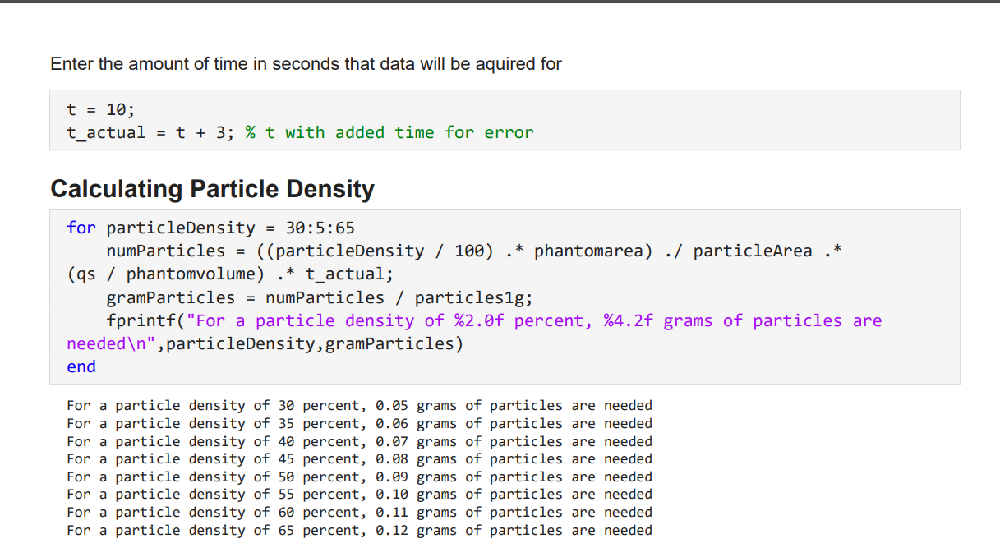 Enter the amount of time in seconds that data will be aquired for
t = 10;
t_actual = t + 3; % t with added time for error
Calculating Particle Density
for particleDensity = 30:5:65
numParticles = ((particleDensity / 100) .* phantomarea) ./ particleArea .*
(qs / phantomvolume) .* t_actual;
gramParticles = numParticles / particles1g;
fprintf("For a particle density of %2.0f percent, %4.2f grams of particles are
needed\n",particleDensity,gramParticles)
end
For a particle density of 30 percent, 0.05 grams of particles are needed
For a particle density of 35 percent, 0.06 grams of particles are needed
For a particle density of 40 percent, 0.07 grams of particles are needed
For a particle density of 45 percent, 0.08 grams of particles are needed
For a particle density of 50 percent, 0.09 grams of particles are needed
For a particle density of 55 percent, 0.10 grams of particles are needed
For a particle density of 60 percent, 0.11 grams of particles are needed
For a particle density of 65 percent, 0.12 grams of particles are needed